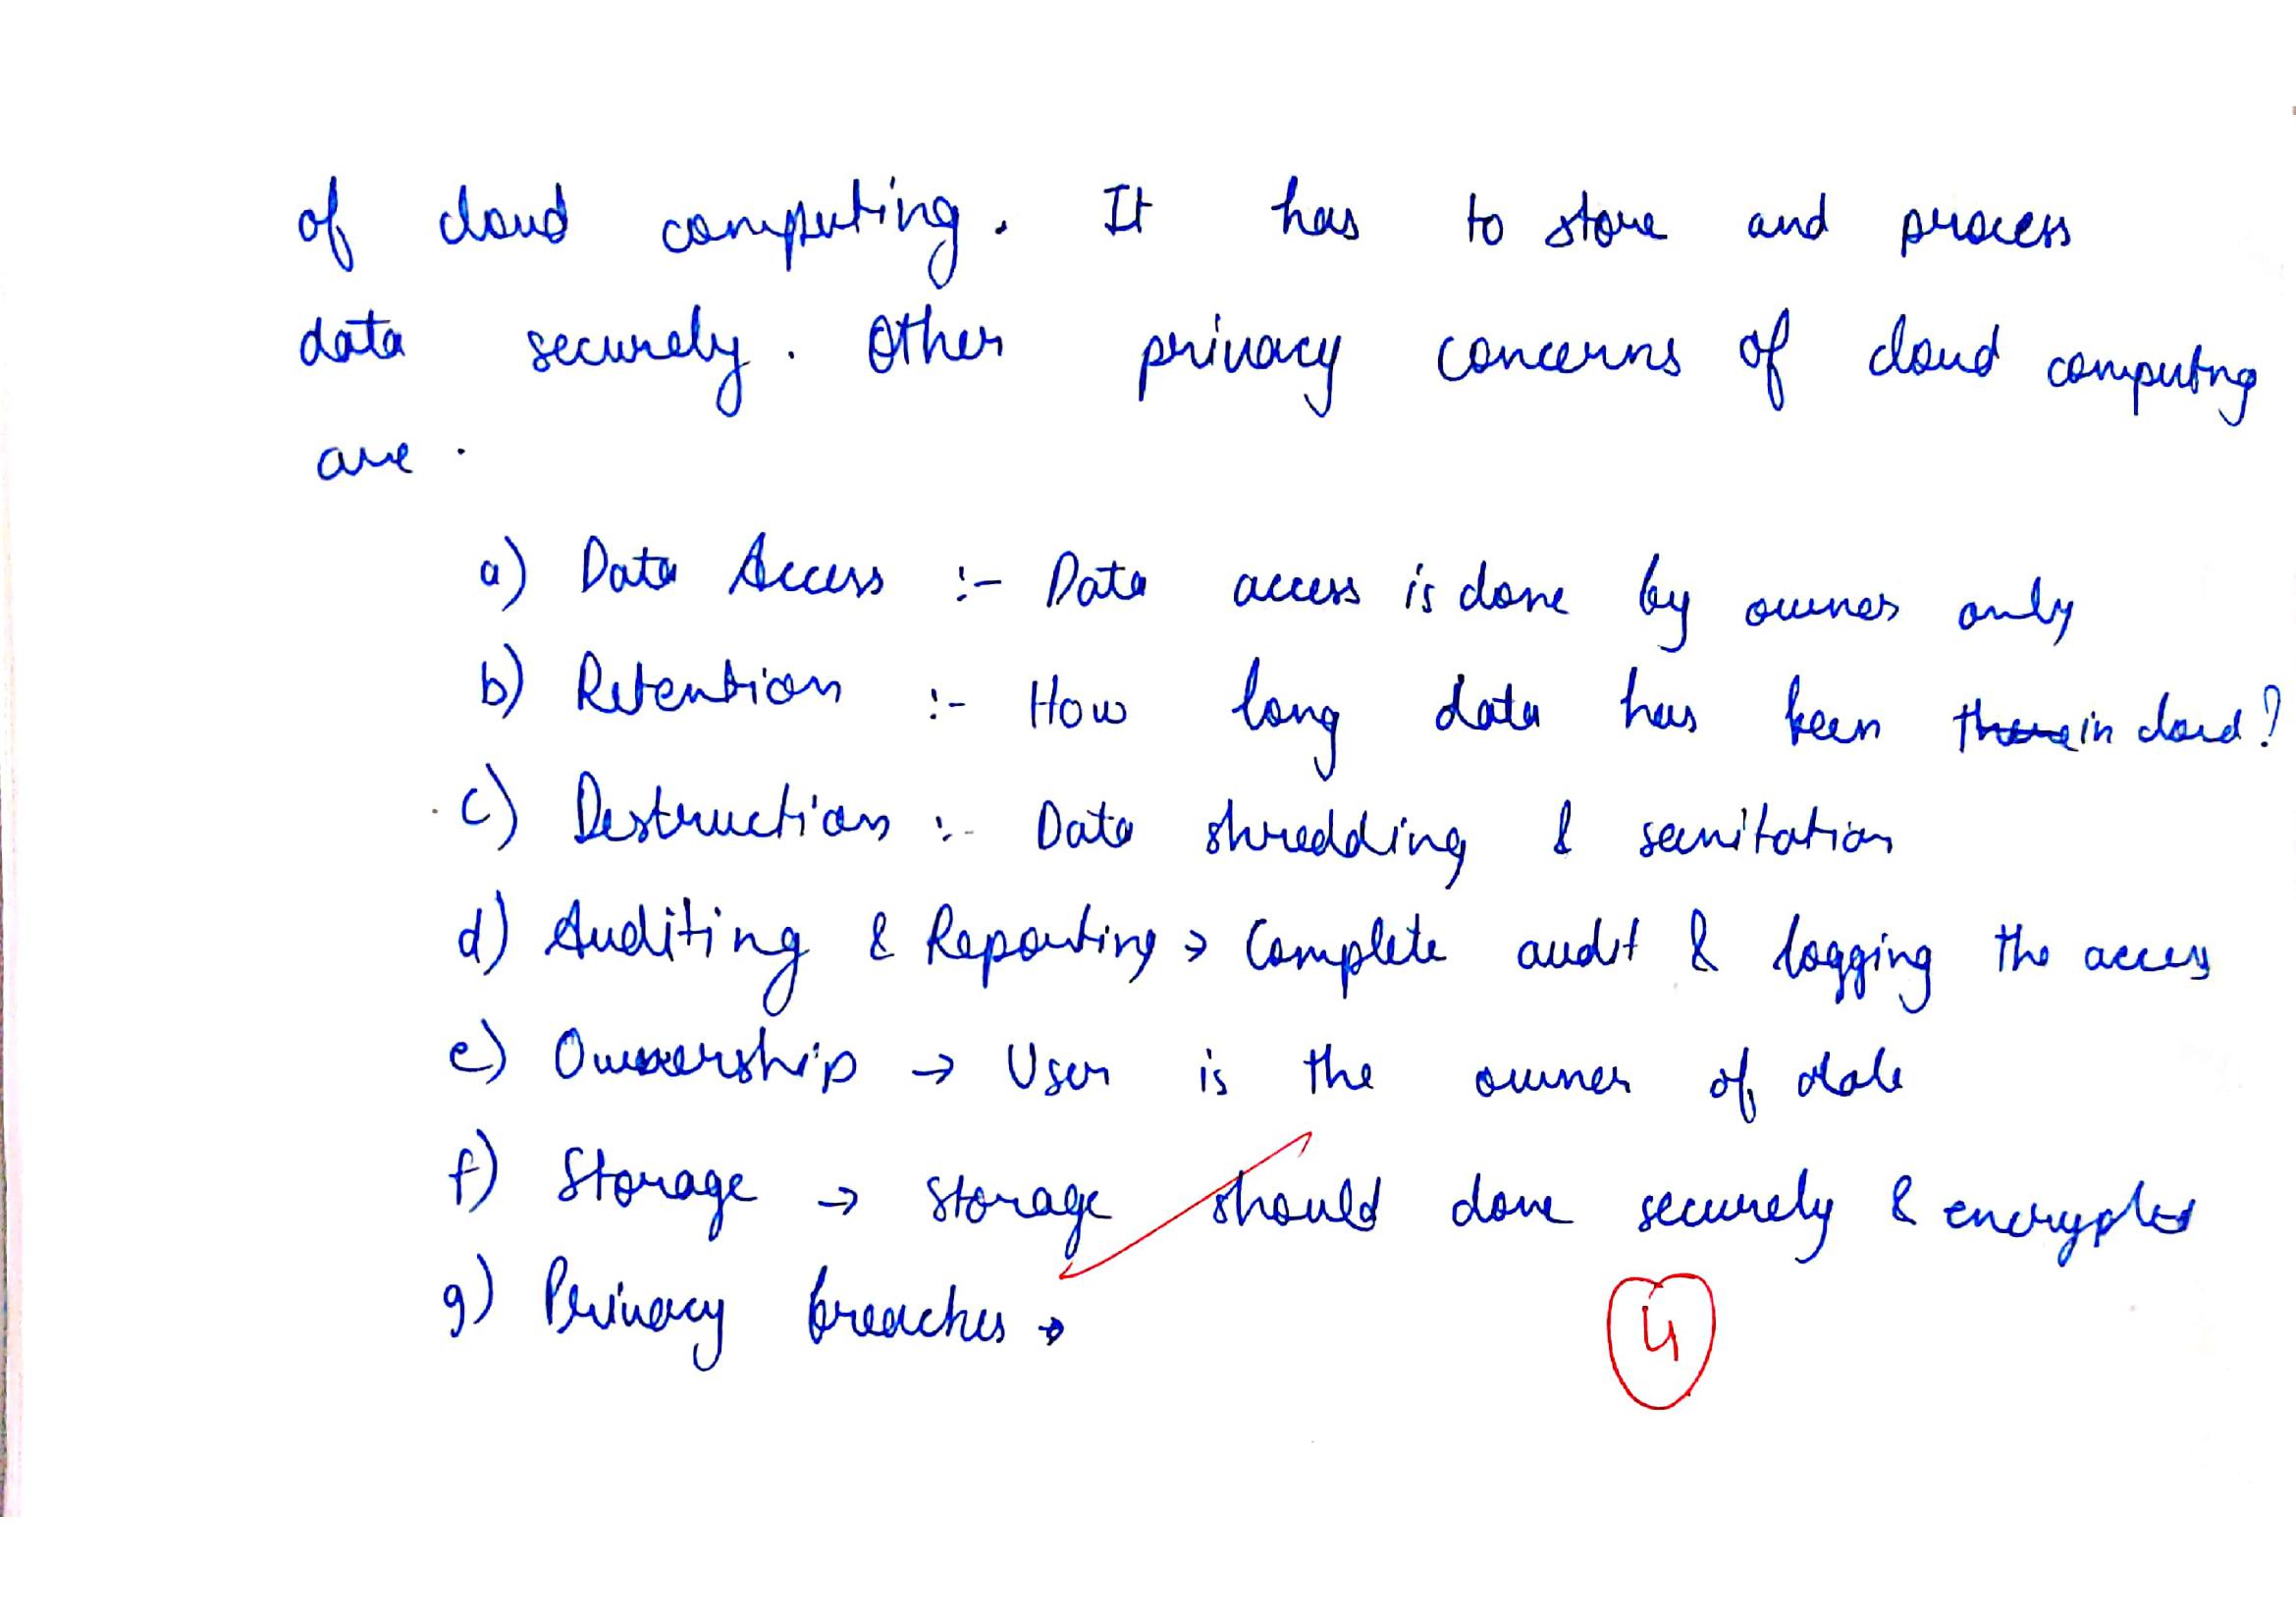 of cloud computing. It has to store and process
data securely. Other privacy concerns of cloud computing
are .
a) Data Access :- Data access is done by owner only
b) Retention :- How long data has been in cloud?
c) Destruction :- Data shredding & sanitation
d) Auditing & Reporting → Complete audit & logging the access
e) Ownership → User is the owner of data
f) Storage → storage should done securely & encrypted
g) Privacy breaches →
4